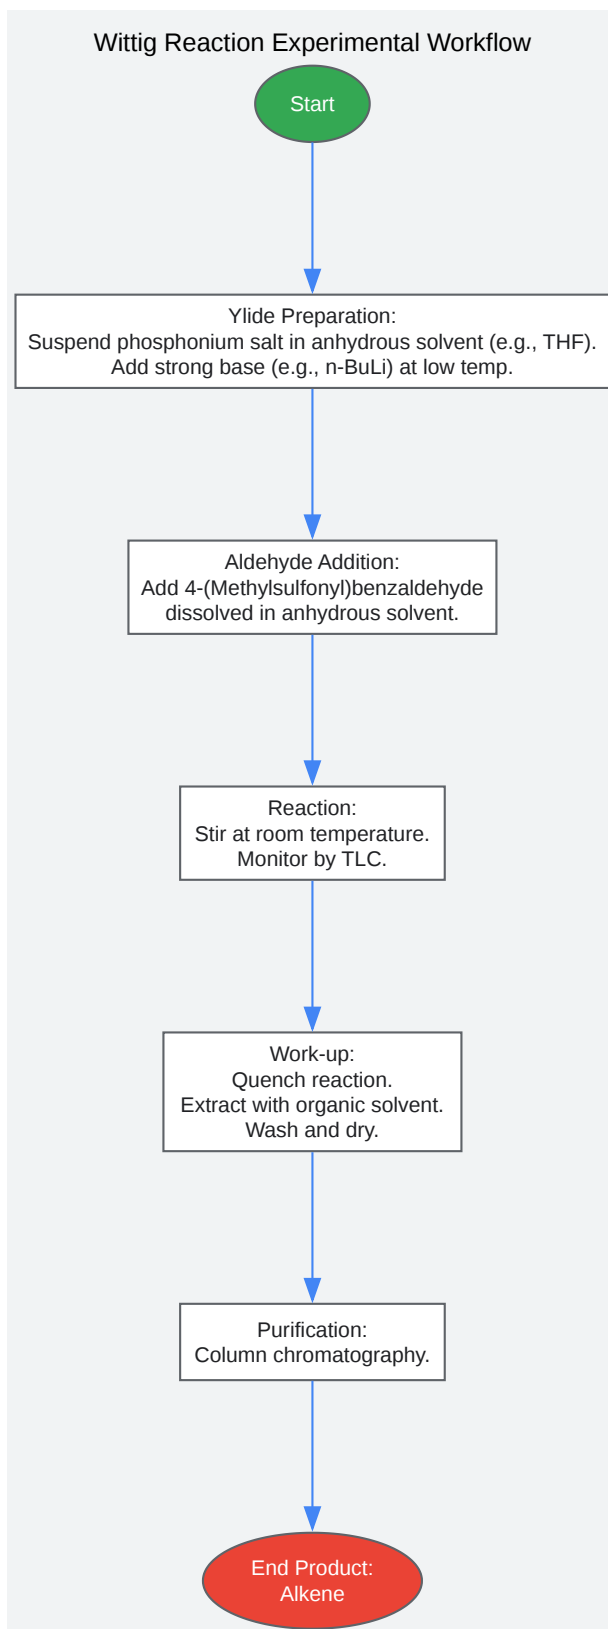 Wittig Reaction Experimental Workflow
Start
Ylide Preparation:
Suspend phosphonium salt in anhydrous solvent (e.g., THF).
Add strong base (e.g., n-BuLi) at low temp.
Aldehyde Addition:
Add 4-(Methylsulfonyl)benzaldehyde
dissolved in anhydrous solvent.
Reaction:
Stir at room temperature.
Monitor by TLC.
Work-up:
Quench reaction.
Extract with organic solvent.
Wash and dry.
Purification:
Column chromatography.
End Product:
Alkene